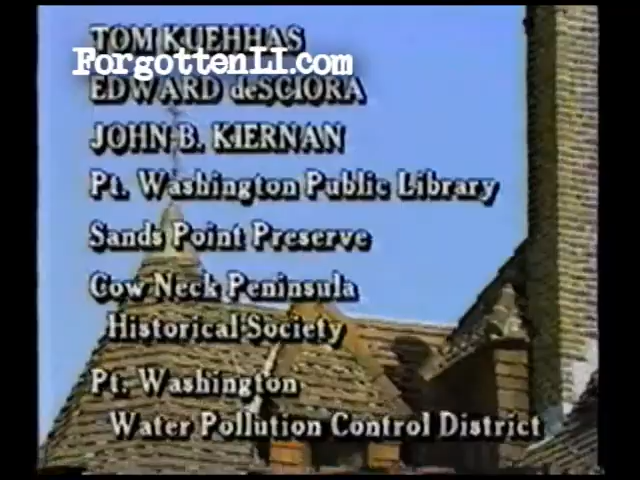 TOM KUEHHAS
ForgottenLI.com
EDWARD deSCIORA
JOHN B. KIERNAN
Pt. Washington Public Library
Sands Point Preserve
Cow Neck Peninsula
Historical Society
Pt. Washington
Water Pollution Control District